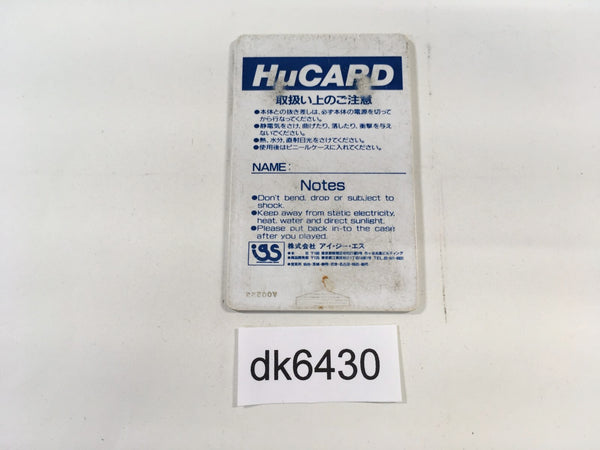 HuCARD
取扱い上のご注意
●本体との抜き差しは、必ず本体の電源を切って
から行なってください。
●静電気をさけ、曲げたり、落したり、衝撃を与え
ないでください。
●熱、水分、直射日光をさけてください。
●使用後はビニールケースに入れてください。
NAME:
Notes
●Don't bend, drop or subject to
shock.
●Keep away from static electricity,
heat, water and direct sunlight.
●Please put back in to the case
after you played.
igs
株式会社 アイ・ジー・エス
dk6430